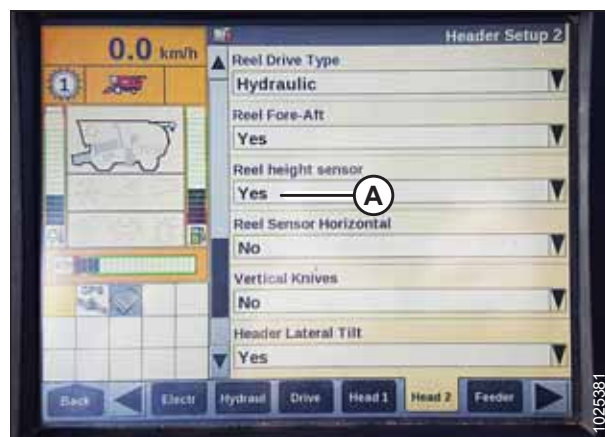 0.0 km/h
Header Setup 2
1
Reel Drive Type
Hydraulic
Reel Fore-Aft
Yes
Reel height sensor
Yes
A
Reel Sensor Horizontal
No
Vertical Knives
No
Header Lateral Tilt
Yes
Back
Electr
Hydraul
Drive
Head 1
Head 2
Feeder
1025381